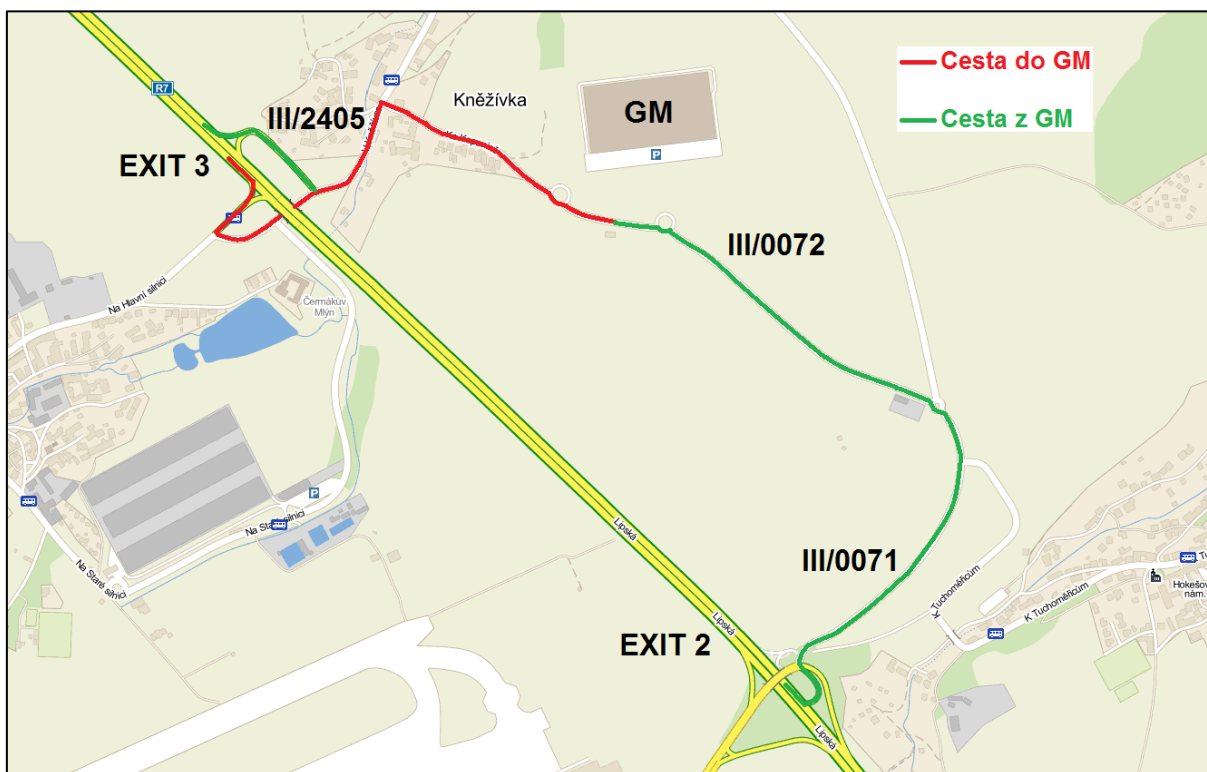 R7
III/2405
Kněžívka
GM
Cesta do GM
Cesta z GM
EXIT 3
P
III/0072
Na Hlavní silnici
Čermákův
Mlýn
P
Na Staré silnici
Na Staré silnici
Lipská
III/0071
K Tuchoměřicům
K Tuchoměřicům
Hokešov
nám.
Lipská
EXIT 2
Lipská